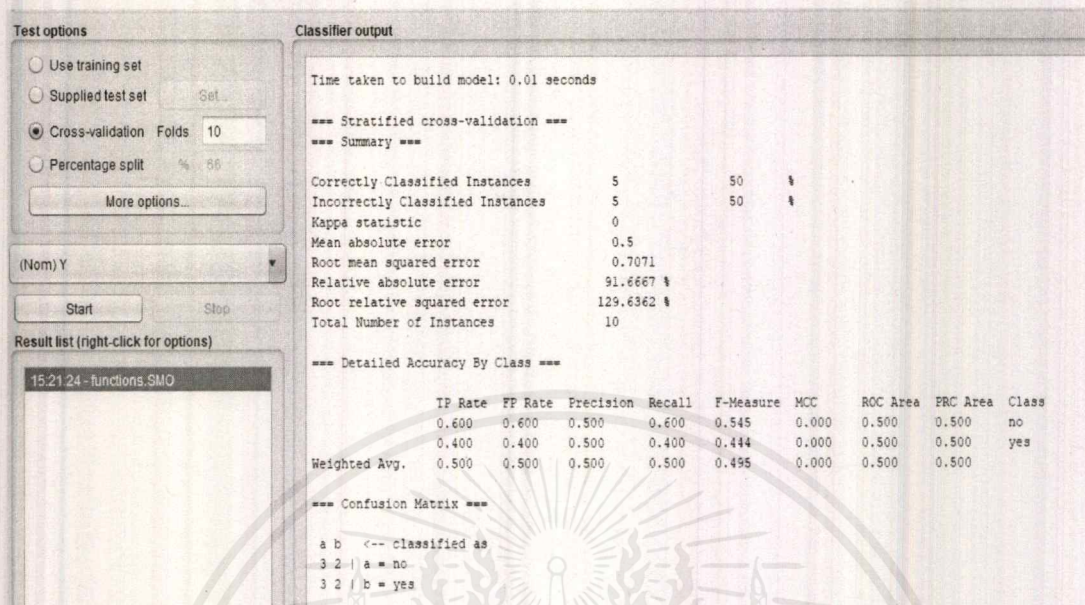 Test options
Use training set
Supplied test set Set...
Cross-validation Folds 10
Percentage split % 66
More options...
(Nom) Y
Start Stop
Result list (right-click for options)
15:21:24 - functions.SMO
Classifier output
Time taken to build model: 0.01 seconds
=== Stratified cross-validation ===
=== Summary ===
Correctly Classified Instances 5 50 %
Incorrectly Classified Instances 5 50 %
Kappa statistic 0
Mean absolute error 0.5
Root mean squared error 0.7071
Relative absolute error 91.6667 %
Root relative squared error 129.6362 %
Total Number of Instances 10
=== Detailed Accuracy By Class ===
TP Rate FP Rate Precision Recall F-Measure MCC ROC Area PRC Area Class
0.600 0.600 0.500 0.600 0.545 0.000 0.500 0.500 no
0.400 0.400 0.500 0.400 0.444 0.000 0.500 0.500 yes
Weighted Avg. 0.500 0.500 0.500 0.500 0.495 0.000 0.500 0.500
=== Confusion Matrix ===
a b <-- classified as
3 2 | a = no
3 2 | b = yes